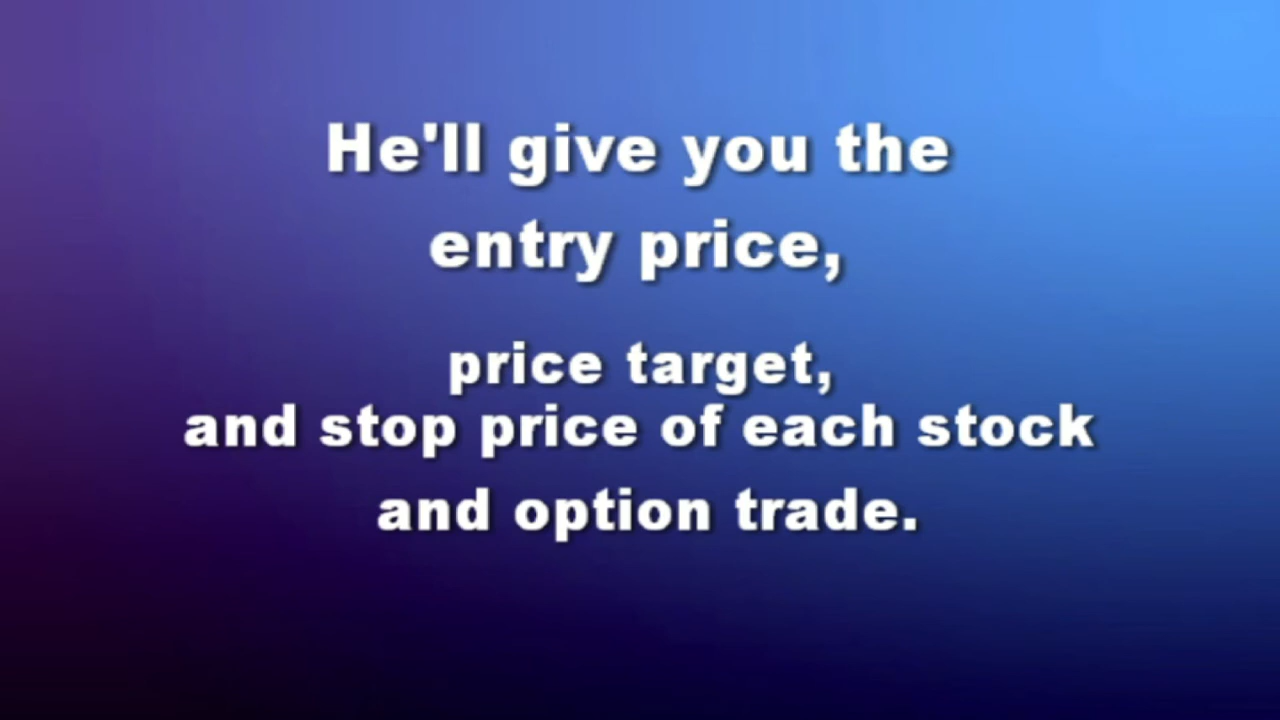 He'll give you the
entry price,
price target,
and stop price of each stock
and option trade.